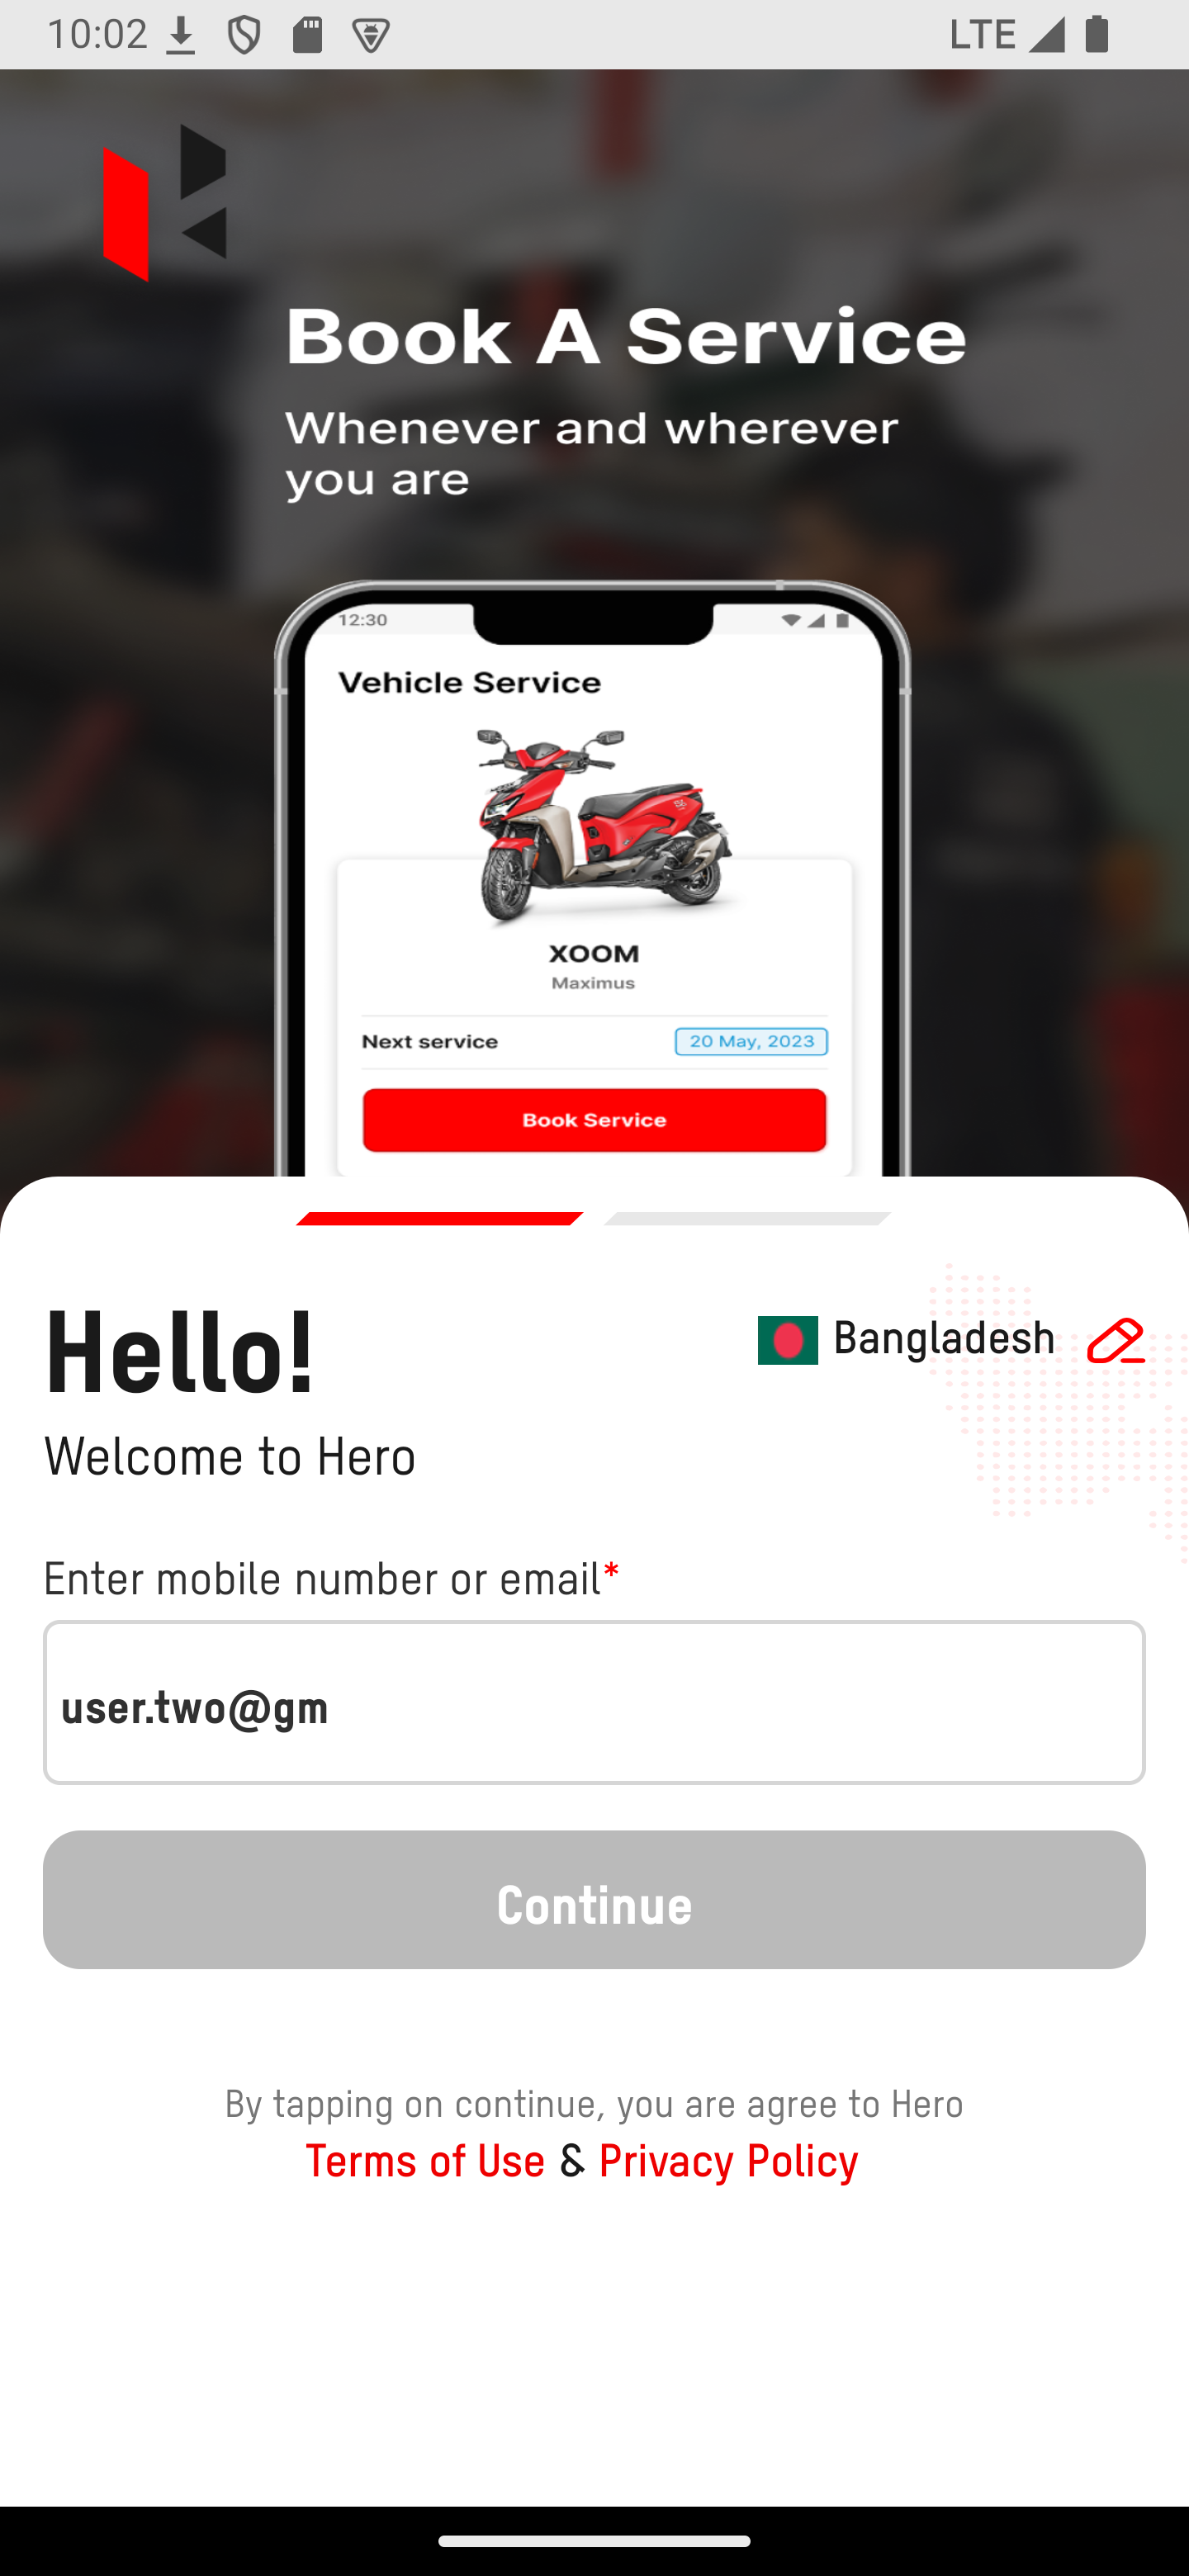 10:02
LTE
Book A Service
Whenever and wherever
you are
12:30
Vehicle Service
XOOM
Maximus
Next service
20 May, 2023
Book Service
Hello!
Bangladesh
Welcome to Hero
Enter mobile number or email*
user.two@gm
Continue
By tapping on continue, you are agree to Hero
Terms of Use & Privacy Policy